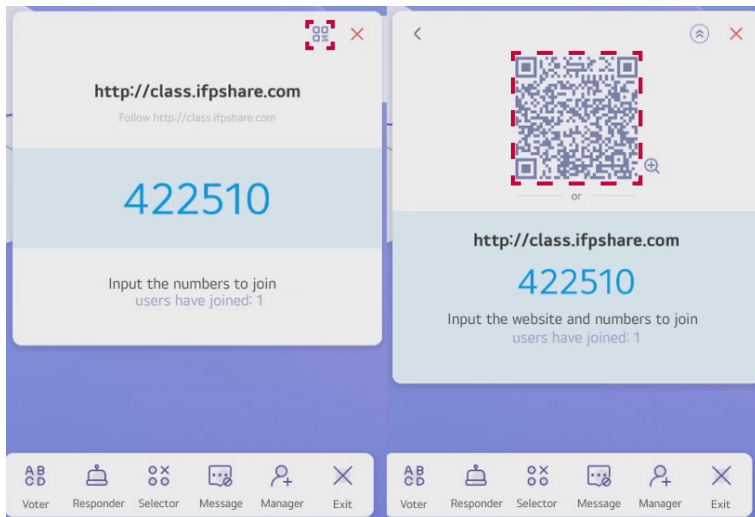 http://class.ifpshare.com
Follow http://class.ifpshare.com
422510
Input the numbers to join
users have joined: 1
A B
C D
Voter
Responder
Selector
Message
Manager
Exit
or
http://class.ifpshare.com
422510
Input the website and numbers to join
users have joined: 1
A B
C D
Voter
Responder
Selector
Message
Manager
Exit